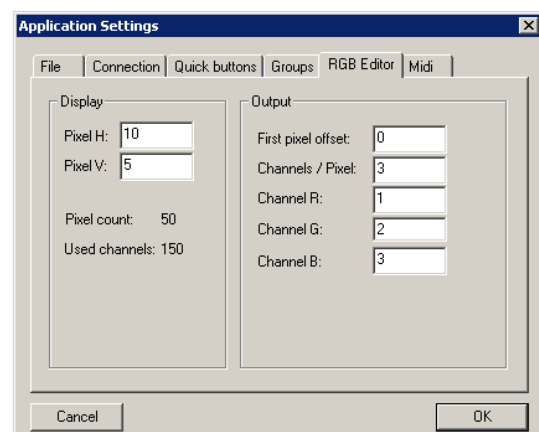 Application Settings
File Connection Quick buttons Groups RGB Editor Midi
Display
Pixel H: 10
Pixel V: 5
Pixel count: 50
Used channels: 150
Output
First pixel offset: 0
Channels / Pixel: 3
Channel R: 1
Channel G: 2
Channel B: 3
Cancel OK